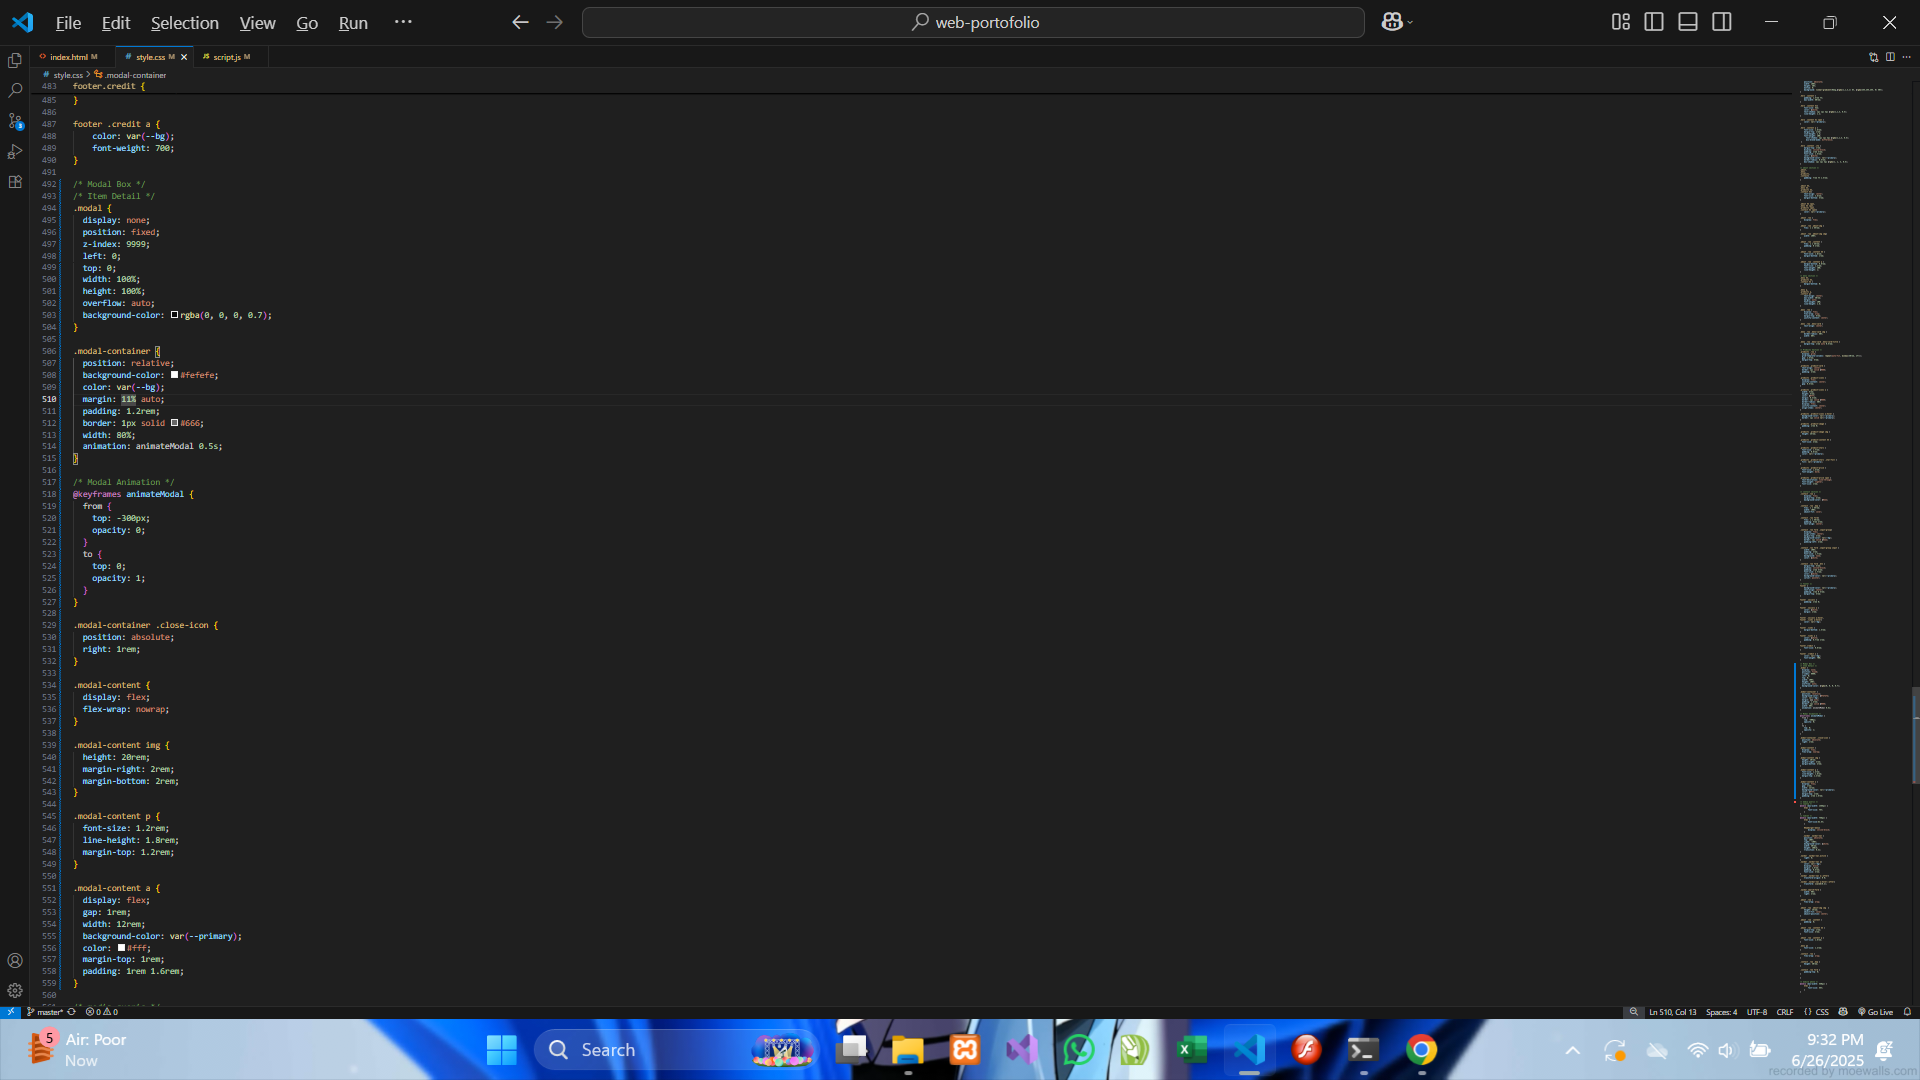 File Edit Selection View Go Run ···
web-portofolio
index.html M
# style.css M
JS script.js M
# style.css > .modal-container
483 footer.credit {
485 }
486
487 footer .credit a {
488 color: var(--bg);
489 font-weight: 700;
490 }
491
492 /* Modal Box */
493 /* Item Detail */
494 .modal {
495 display: none;
496 position: fixed;
497 z-index: 9999;
498 left: 0;
499 top: 0;
500 width: 100%;
501 height: 100%;
502 overflow: auto;
503 background-color: rgba(0, 0, 0, 0.7);
504 }
505
506 .modal-container {
507 position: relative;
508 background-color: #fefefe;
509 color: var(--bg);
510 margin: 11% auto;
511 padding: 1.2rem;
512 border: 1px solid #666;
513 width: 80%;
514 animation: animateModal 0.5s;
515 }
516
517 /* Modal Animation */
518 @keyframes animateModal {
519 from {
520 top: -300px;
521 opacity: 0;
522 }
523 to {
524 top: 0;
525 opacity: 1;
526 }
527 }
528
529 .modal-container .close-icon {
530 position: absolute;
531 right: 1rem;
532 }
533
534 .modal-content {
535 display: flex;
536 flex-wrap: nowrap;
537 }
538
539 .modal-content img {
540 height: 20rem;
541 margin-right: 2rem;
542 margin-bottom: 2rem;
543 }
544
545 .modal-content p {
546 font-size: 1.2rem;
547 line-height: 1.8rem;
548 margin-top: 1.2rem;
549 }
550
551 .modal-content a {
552 display: flex;
553 gap: 1rem;
554 width: 12rem;
555 background-color: var(--primary);
556 color: #fff;
557 margin-top: 1rem;
558 padding: 1rem 1.6rem;
559 }
560
master* 0 0
Ln 510, Col 13 Spaces: 4 UTF-8 CRLF {} CSS Go Live
5 Air: Poor
Now
Search
9:32 PM
6/26/2025
recorded by moewalls.com